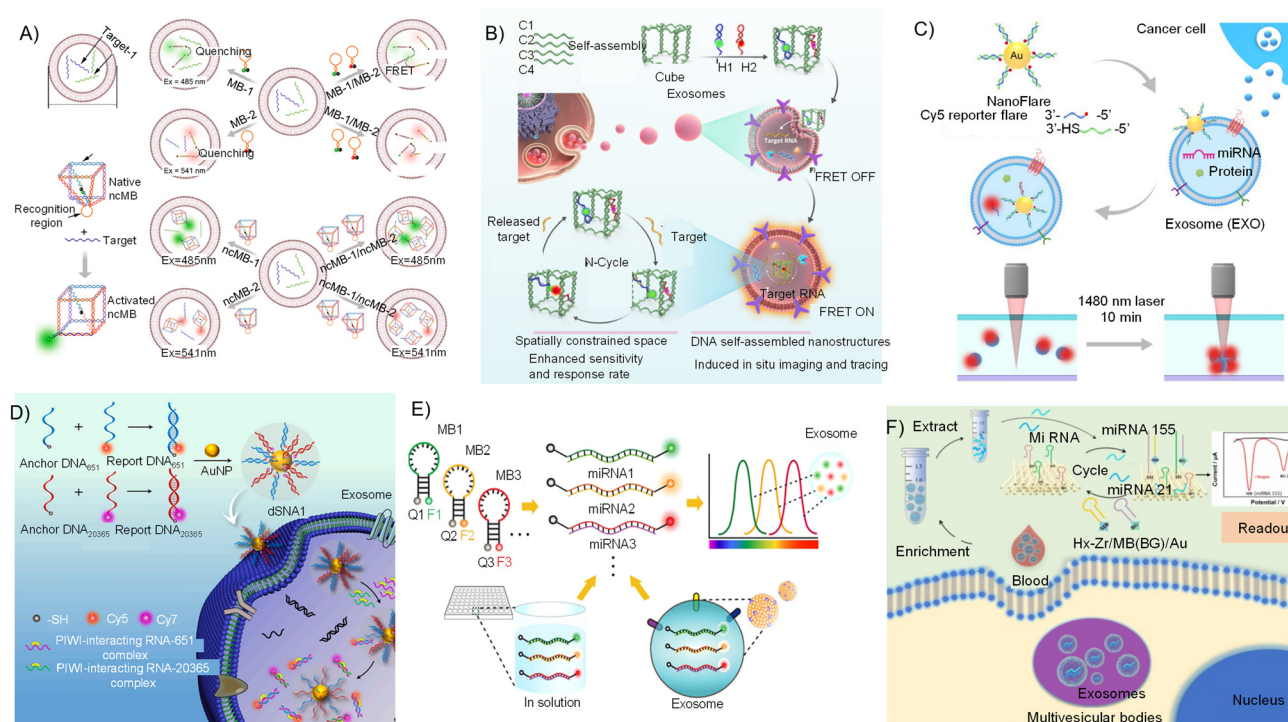 A)
Target-1
Quenching
Ex = 485 nm
MB-1
MB-1/MB-2
FRET
MB-2
MB-1/MB-2
Quenching
Ex = 541 nm
Native
ncMB
Recognition
region
+
Target
Activated
ncMB
Ex=485nm
ncMB-1
ncMB-1/ncMB-2
Ex=485nm
ncMB-2
ncMB-1/ncMB-2
Ex=541nm
Ex=541nm
B)
C1
C2
C3
C4
Self-assembly
Cube
H1 H2
Exosomes
Target RNA
FRET OFF
Released
target
Target
N-Cycle
Target RNA
FRET ON
Spatially constrained space
DNA self-assembled nanostructures
Enhanced sensitivity
and response rate
Induced in situ imaging and tracing
C)
Au
Cancer cell
NanoFlare
Cy5 reporter flare
3'- -5'
3'-HS -5'
miRNA
Protein
Exosome (EXO)
1480 nm laser
10 min
D)
+
Anchor DNA651 Report DNA651
AuNP
+
Anchor DNA20365 Report DNA20365
dSNA1
Exosome
-SH Cy5 Cy7
PIWI-interacting RNA-651
complex
PIWI-interacting RNA-20365
complex
E)
MB1
MB2
MB3
Q1 F1
Q2 F2
Q3 F3
...
miRNA1
miRNA2
miRNA3
Exosome
In solution
Exosome
F)
Extract
Mi RNA
miRNA 155
Cycle
miRNA 21
Enrichment
Blood
Hx-Zr/MB(BG)/Au
Current / μA
(miRNA 155)
Potential / V
Readou
Exosomes
Multivesicular bodies
Nucleus